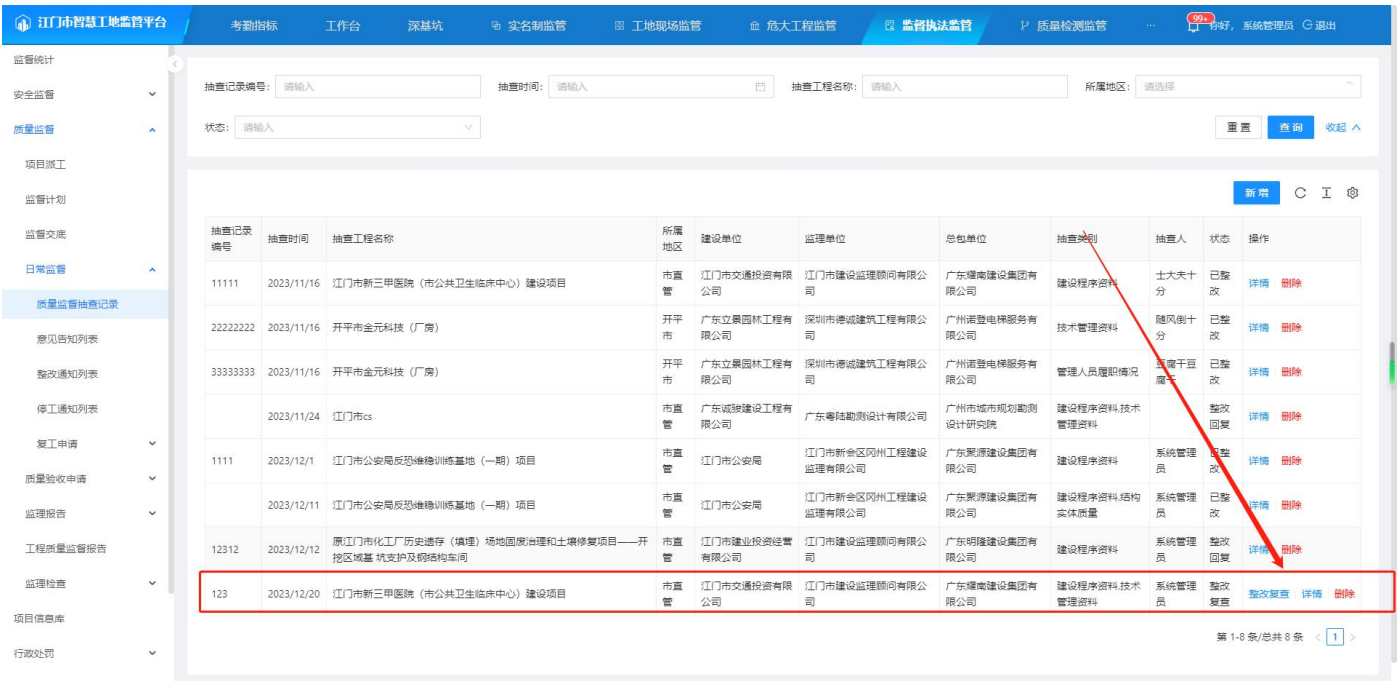 江门市智慧工地监管平台
考勤指标 工作台 深基坑 实名制监管 工地现场监管 危大工程监管 监督执法监管 质量检测监管 ... 99+ 你好, 系统管理员 退出
监督统计
安全监督
质量监督
项目派工
监督计划
监督交底
日常监督
质量监督抽查记录
意见告知列表
整改通知列表
停工通知列表
复工申请
质量验收申请
监理报告
工程质量监督报告
监理检查
项目信息库
行政处罚
抽查记录编号: 请输入 抽查时间: 请输入 抽查工程名称: 请输入 所属地区: 请选择
状态: 请输入 重置 查询 收起
新增
抽查记录编号 抽查时间 抽查工程名称 所属地区 建设单位 监理单位 总包单位 抽查类别 抽查人 状态 操作
11111 2023/11/16 江门市新三甲医院（市公共卫生临床中心）建设项目 市直管 江门市交通投资有限公司 江门市建设监理顾问有限公司 广东耀南建设集团有限公司 建设程序资料 士大夫十分 已整改 详情 删除
22222222 2023/11/16 开平市金元科技（厂房） 开平市 广东立景园林工程有限公司 深圳市德诚建筑工程有限公司 广州诺登电梯服务有限公司 技术管理资料 随风倒十分 已整改 详情 删除
33333333 2023/11/16 开平市金元科技（厂房） 开平市 广东立景园林工程有限公司 深圳市德诚建筑工程有限公司 广州诺登电梯服务有限公司 管理人员履职情况 豆腐干豆腐干 已整改 详情 删除
2023/11/24 江门市cs 市直管 广东诚骏建设工程有限公司 广东粤陆勘测设计有限公司 广州市城市规划勘测设计研究院 建设程序资料,技术管理资料 整改回复 详情 删除
1111 2023/12/1 江门市公安局反恐维稳训练基地（一期）项目 市直管 江门市公安局 江门市新会区冈州工程建设监理有限公司 广东聚源建设集团有限公司 建设程序资料 系统管理员 已整改 详情 删除
2023/12/11 江门市公安局反恐维稳训练基地（一期）项目 市直管 江门市公安局 江门市新会区冈州工程建设监理有限公司 广东聚源建设集团有限公司 建设程序资料,结构实体质量 系统管理员 已整改 详情 删除
12312 2023/12/12 原江门市化工厂历史遗存（填埋）场地固废治理和土壤修复项目——开挖区域基 坑支护及钢结构车间 市直管 江门市建业投资经营有限公司 江门市建设监理顾问有限公司 广东明隆建设集团有限公司 建设程序资料 系统管理员 整改回复 详情 删除
123 2023/12/20 江门市新三甲医院（市公共卫生临床中心）建设项目 市直管 江门市交通投资有限公司 江门市建设监理顾问有限公司 广东耀南建设集团有限公司 建设程序资料,技术管理资料 系统管理员 整改复查 整改复查 详情 删除
第 1-8 条/总共 8 条 < 1 >